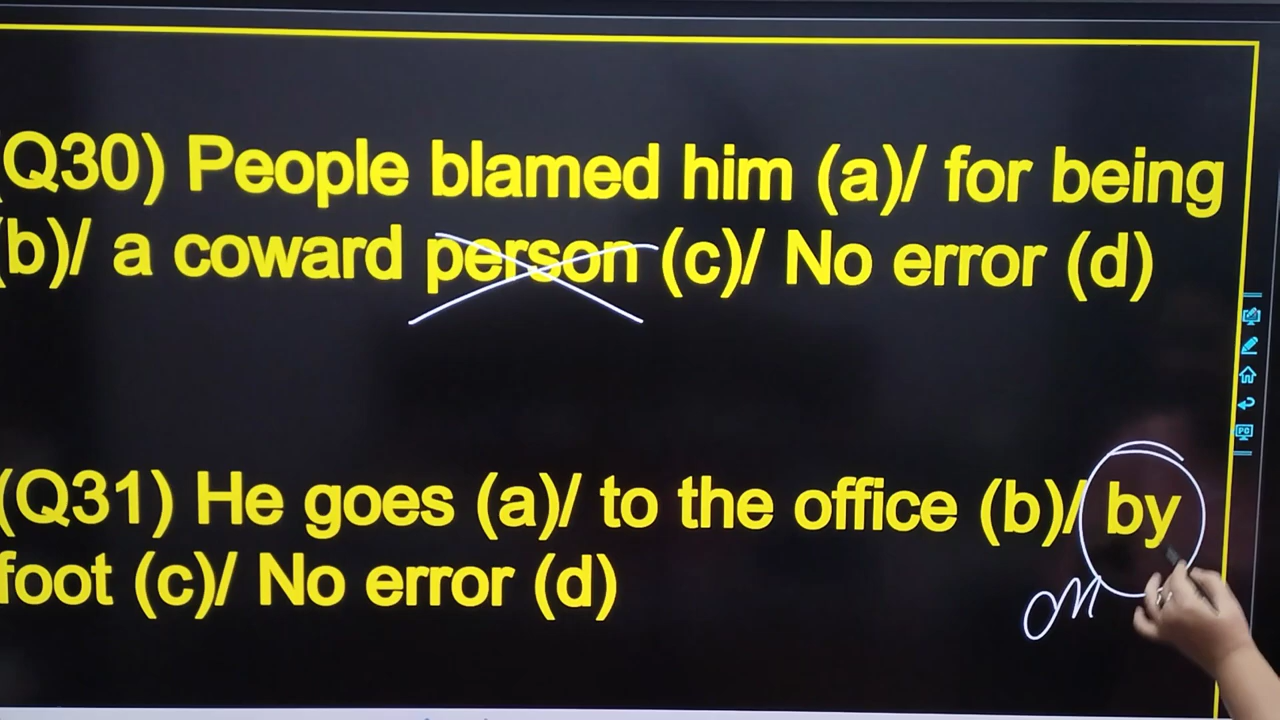 (Q30) People blamed him (a)/ for being
(b)/ a coward person (c)/ No error (d)
(Q31) He goes (a)/ to the office (b)/ by
foot (c)/ No error (d)
on
PC